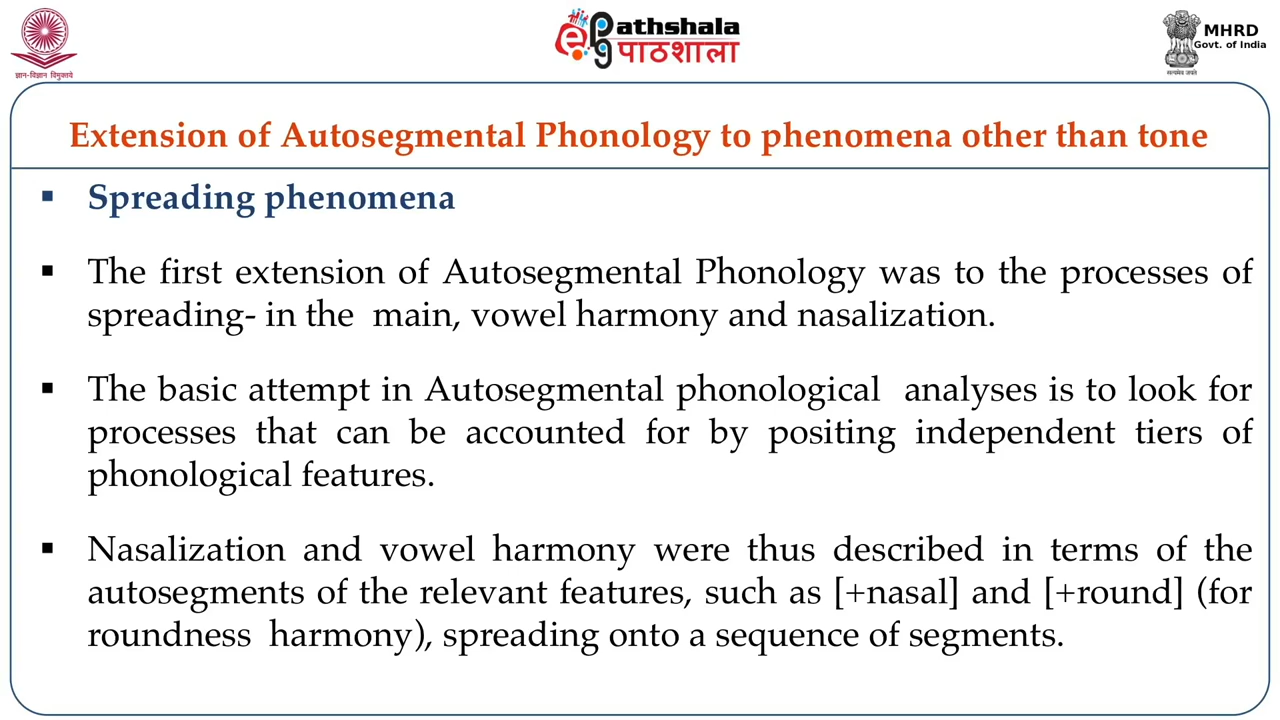 ज्ञान-विज्ञान विमुक्तये
ePathshala
पाठशाला
MHRD
Govt. of India
सत्यमेव जयते
Extension of Autosegmental Phonology to phenomena other than tone
▪ Spreading phenomena
▪ The first extension of Autosegmental Phonology was to the processes of
spreading- in the main, vowel harmony and nasalization.
▪ The basic attempt in Autosegmental phonological analyses is to look for
processes that can be accounted for by positing independent tiers of
phonological features.
▪ Nasalization and vowel harmony were thus described in terms of the
autosegments of the relevant features, such as [+nasal] and [+round] (for
roundness harmony), spreading onto a sequence of segments.